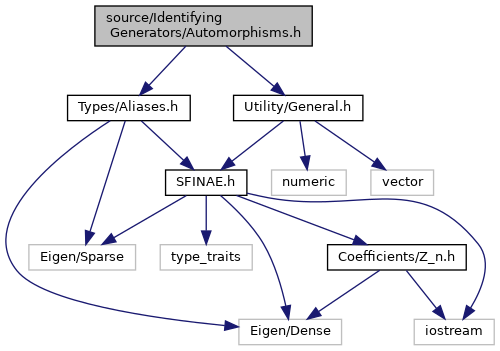 source/Identifying
Generators/Automorphisms.h
Types/Aliases.h
Utility/General.h
SFINAE.h
numeric
vector
Eigen/Sparse
type_traits
Coefficients/Z_n.h
Eigen/Dense
iostream